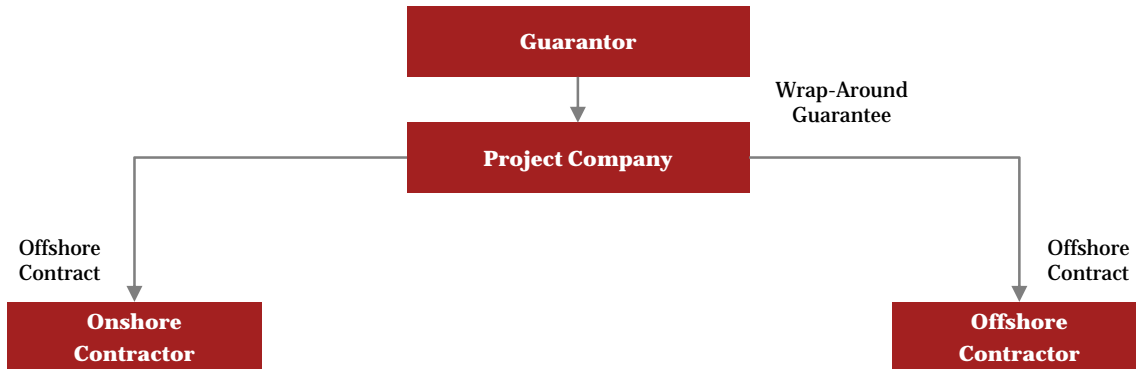 Guarantor
Wrap-Around
Guarantee
Project Company
Offshore
Contract
Offshore
Contract
Onshore
Contractor
Offshore
Contractor